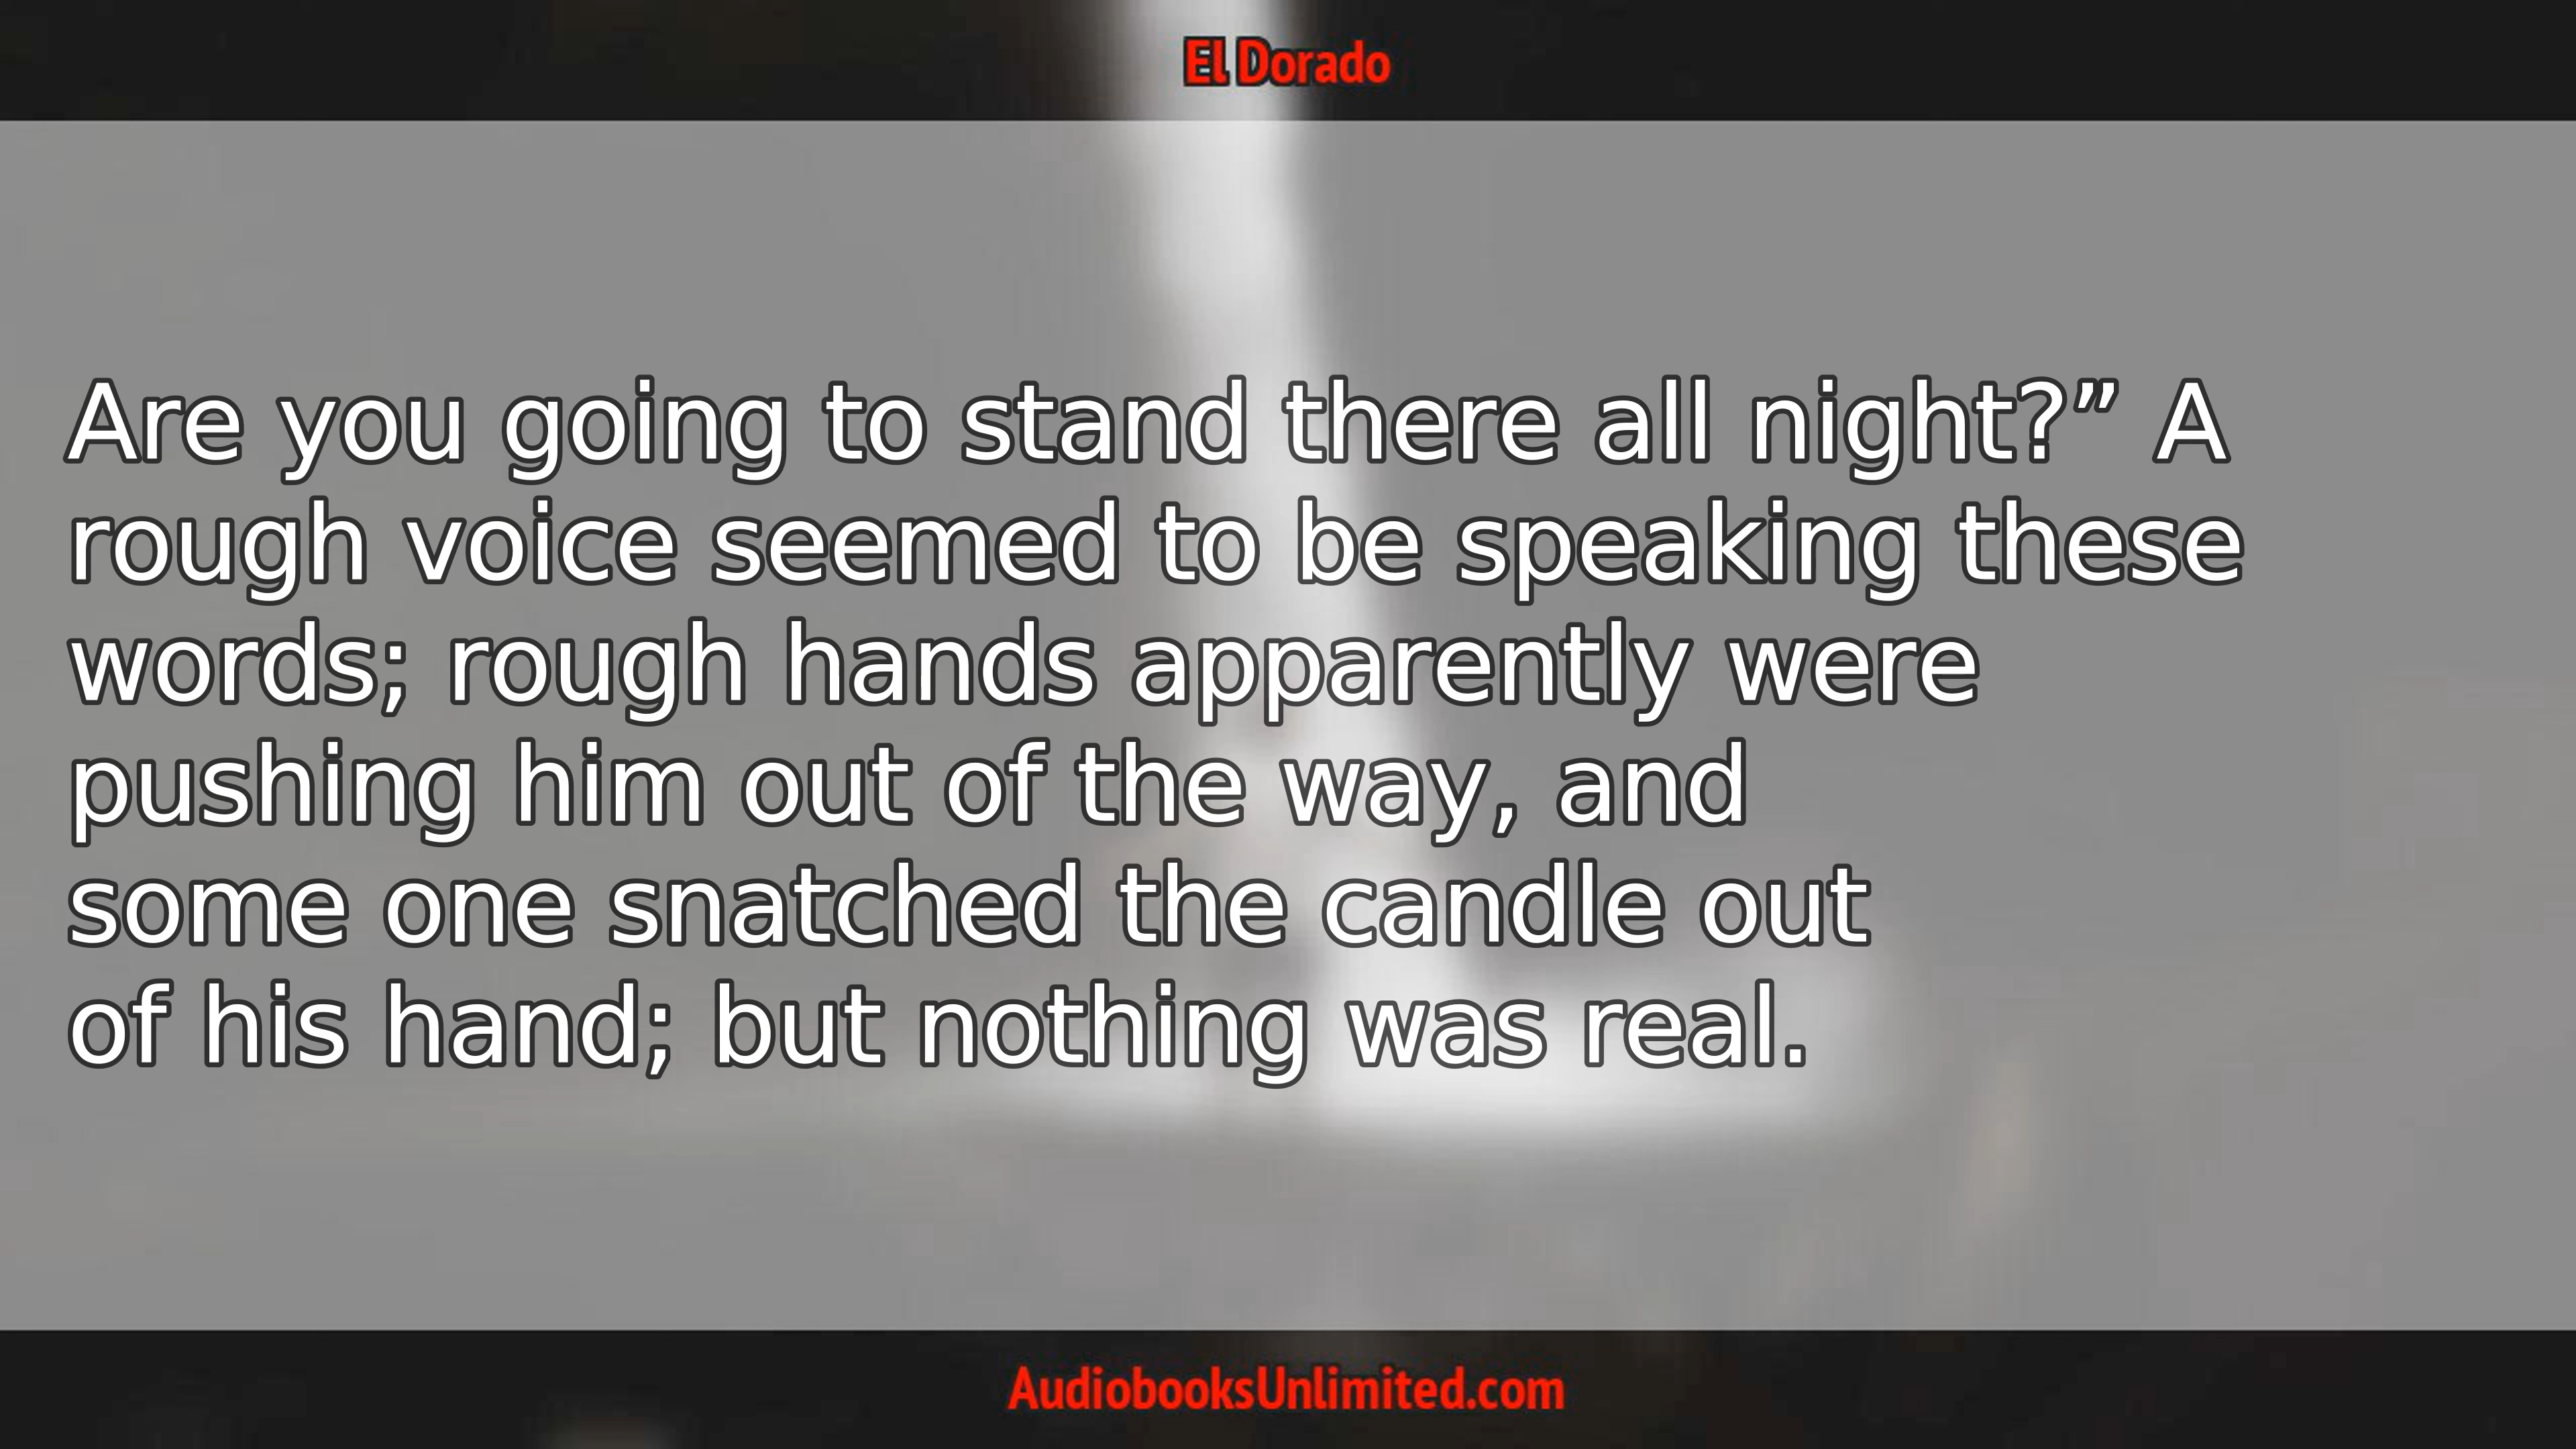 El Dorado
Are you going to stand there all night?” A
rough voice seemed to be speaking these
words; rough hands apparently were
pushing him out of the way, and
some one snatched the candle out
of his hand; but nothing was real.
AudiobooksUnlimited.com